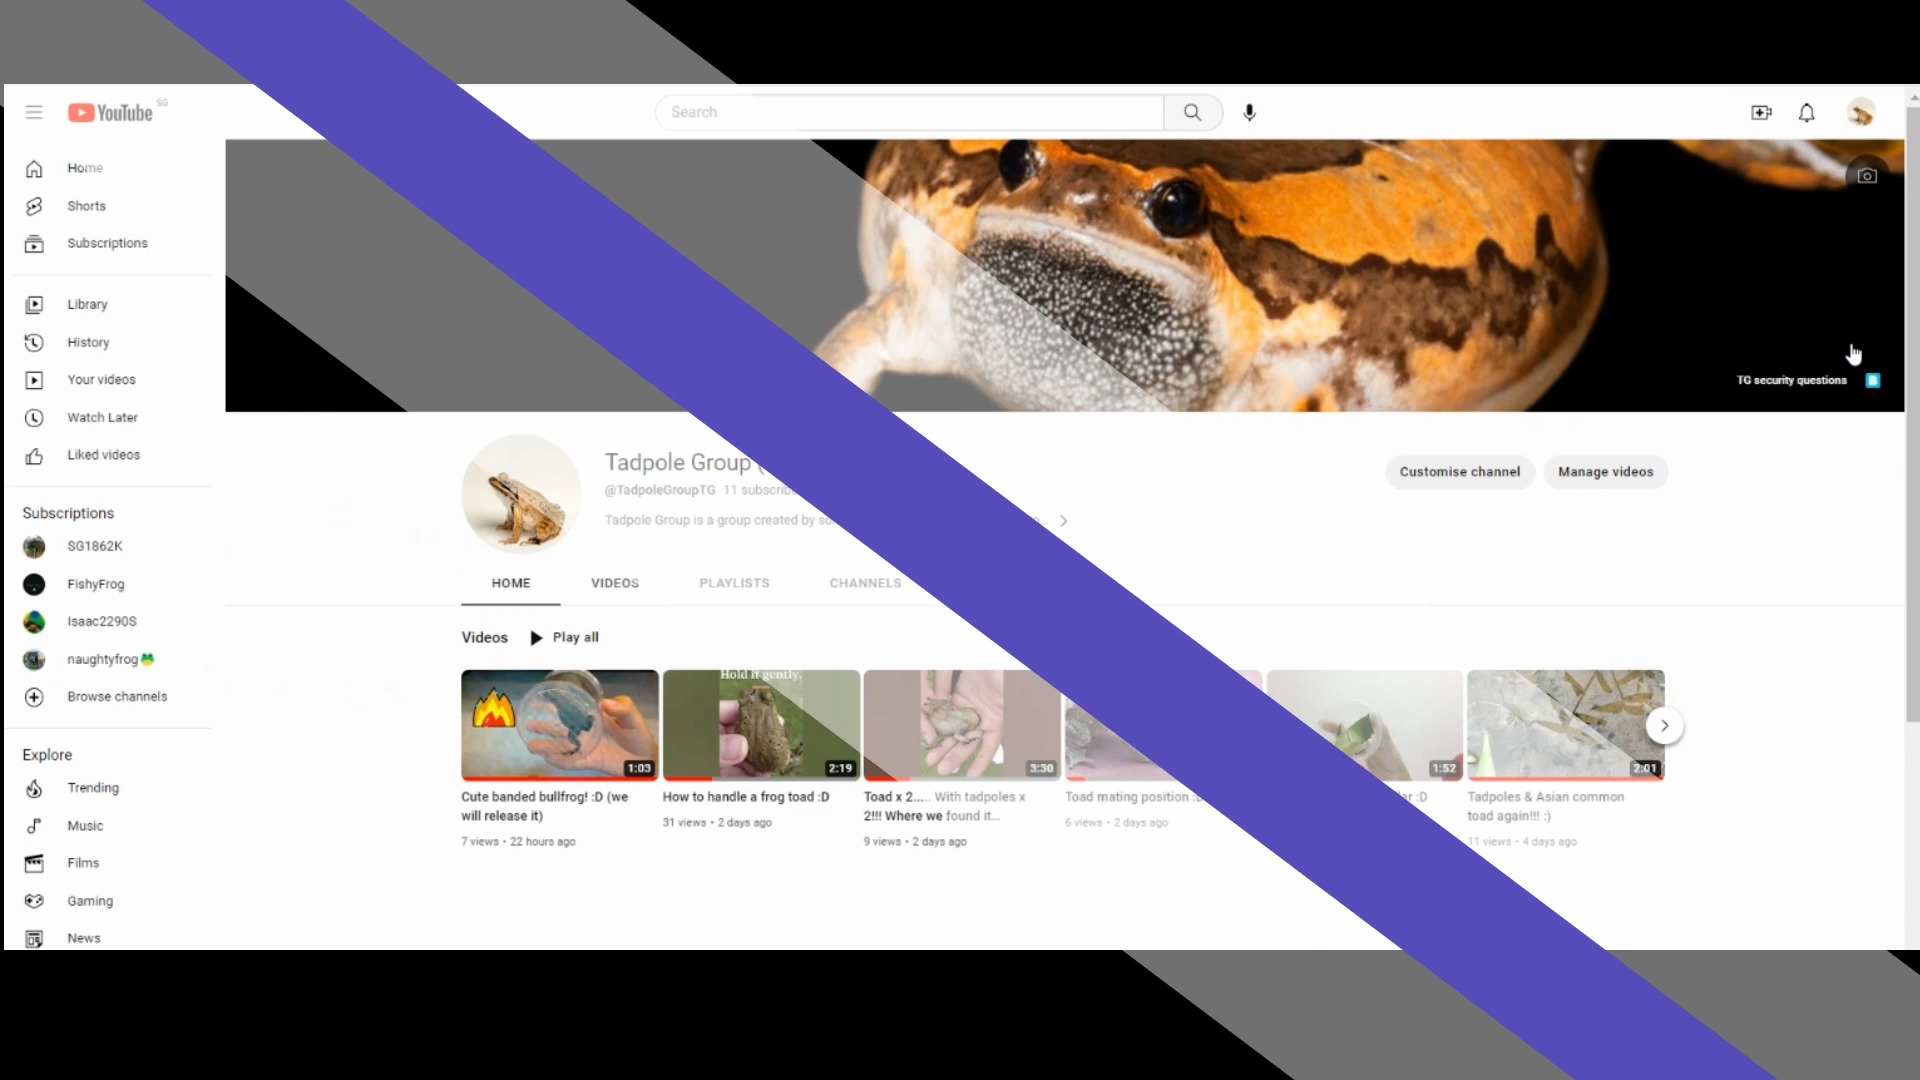 YouTube SG
Search
Home
Shorts
Subscriptions
Library
History
Your videos
Watch Later
Liked videos
Subscriptions
SG1862K
FishyFrog
Isaac2290S
naughtyfrog🐸
Browse channels
Explore
Trending
Music
Films
Gaming
News
TG security questions
Tadpole Group (
@TadpoleGroupTG 11
Tadpole Group is a group created by
Customise channel
Manage videos
HOME VIDEOS PLAYLISTS CHANNELS
Videos Play all
Hold it gently.
1:03
2:19
3:30
1:52
2:01
Cute banded bullfrog! :D (we
will release it)
7 views • 22 hours ago
How to handle a frog toad :D
31 views • 2 days ago
Toad x 2..... With tadpoles x
2!!! Where we found it...
9 views • 2 days ago
Toad mating position :D
6 views • 2 days ago
:D
Tadpoles & Asian common
toad again!!! :)
11 views • 4 days ago